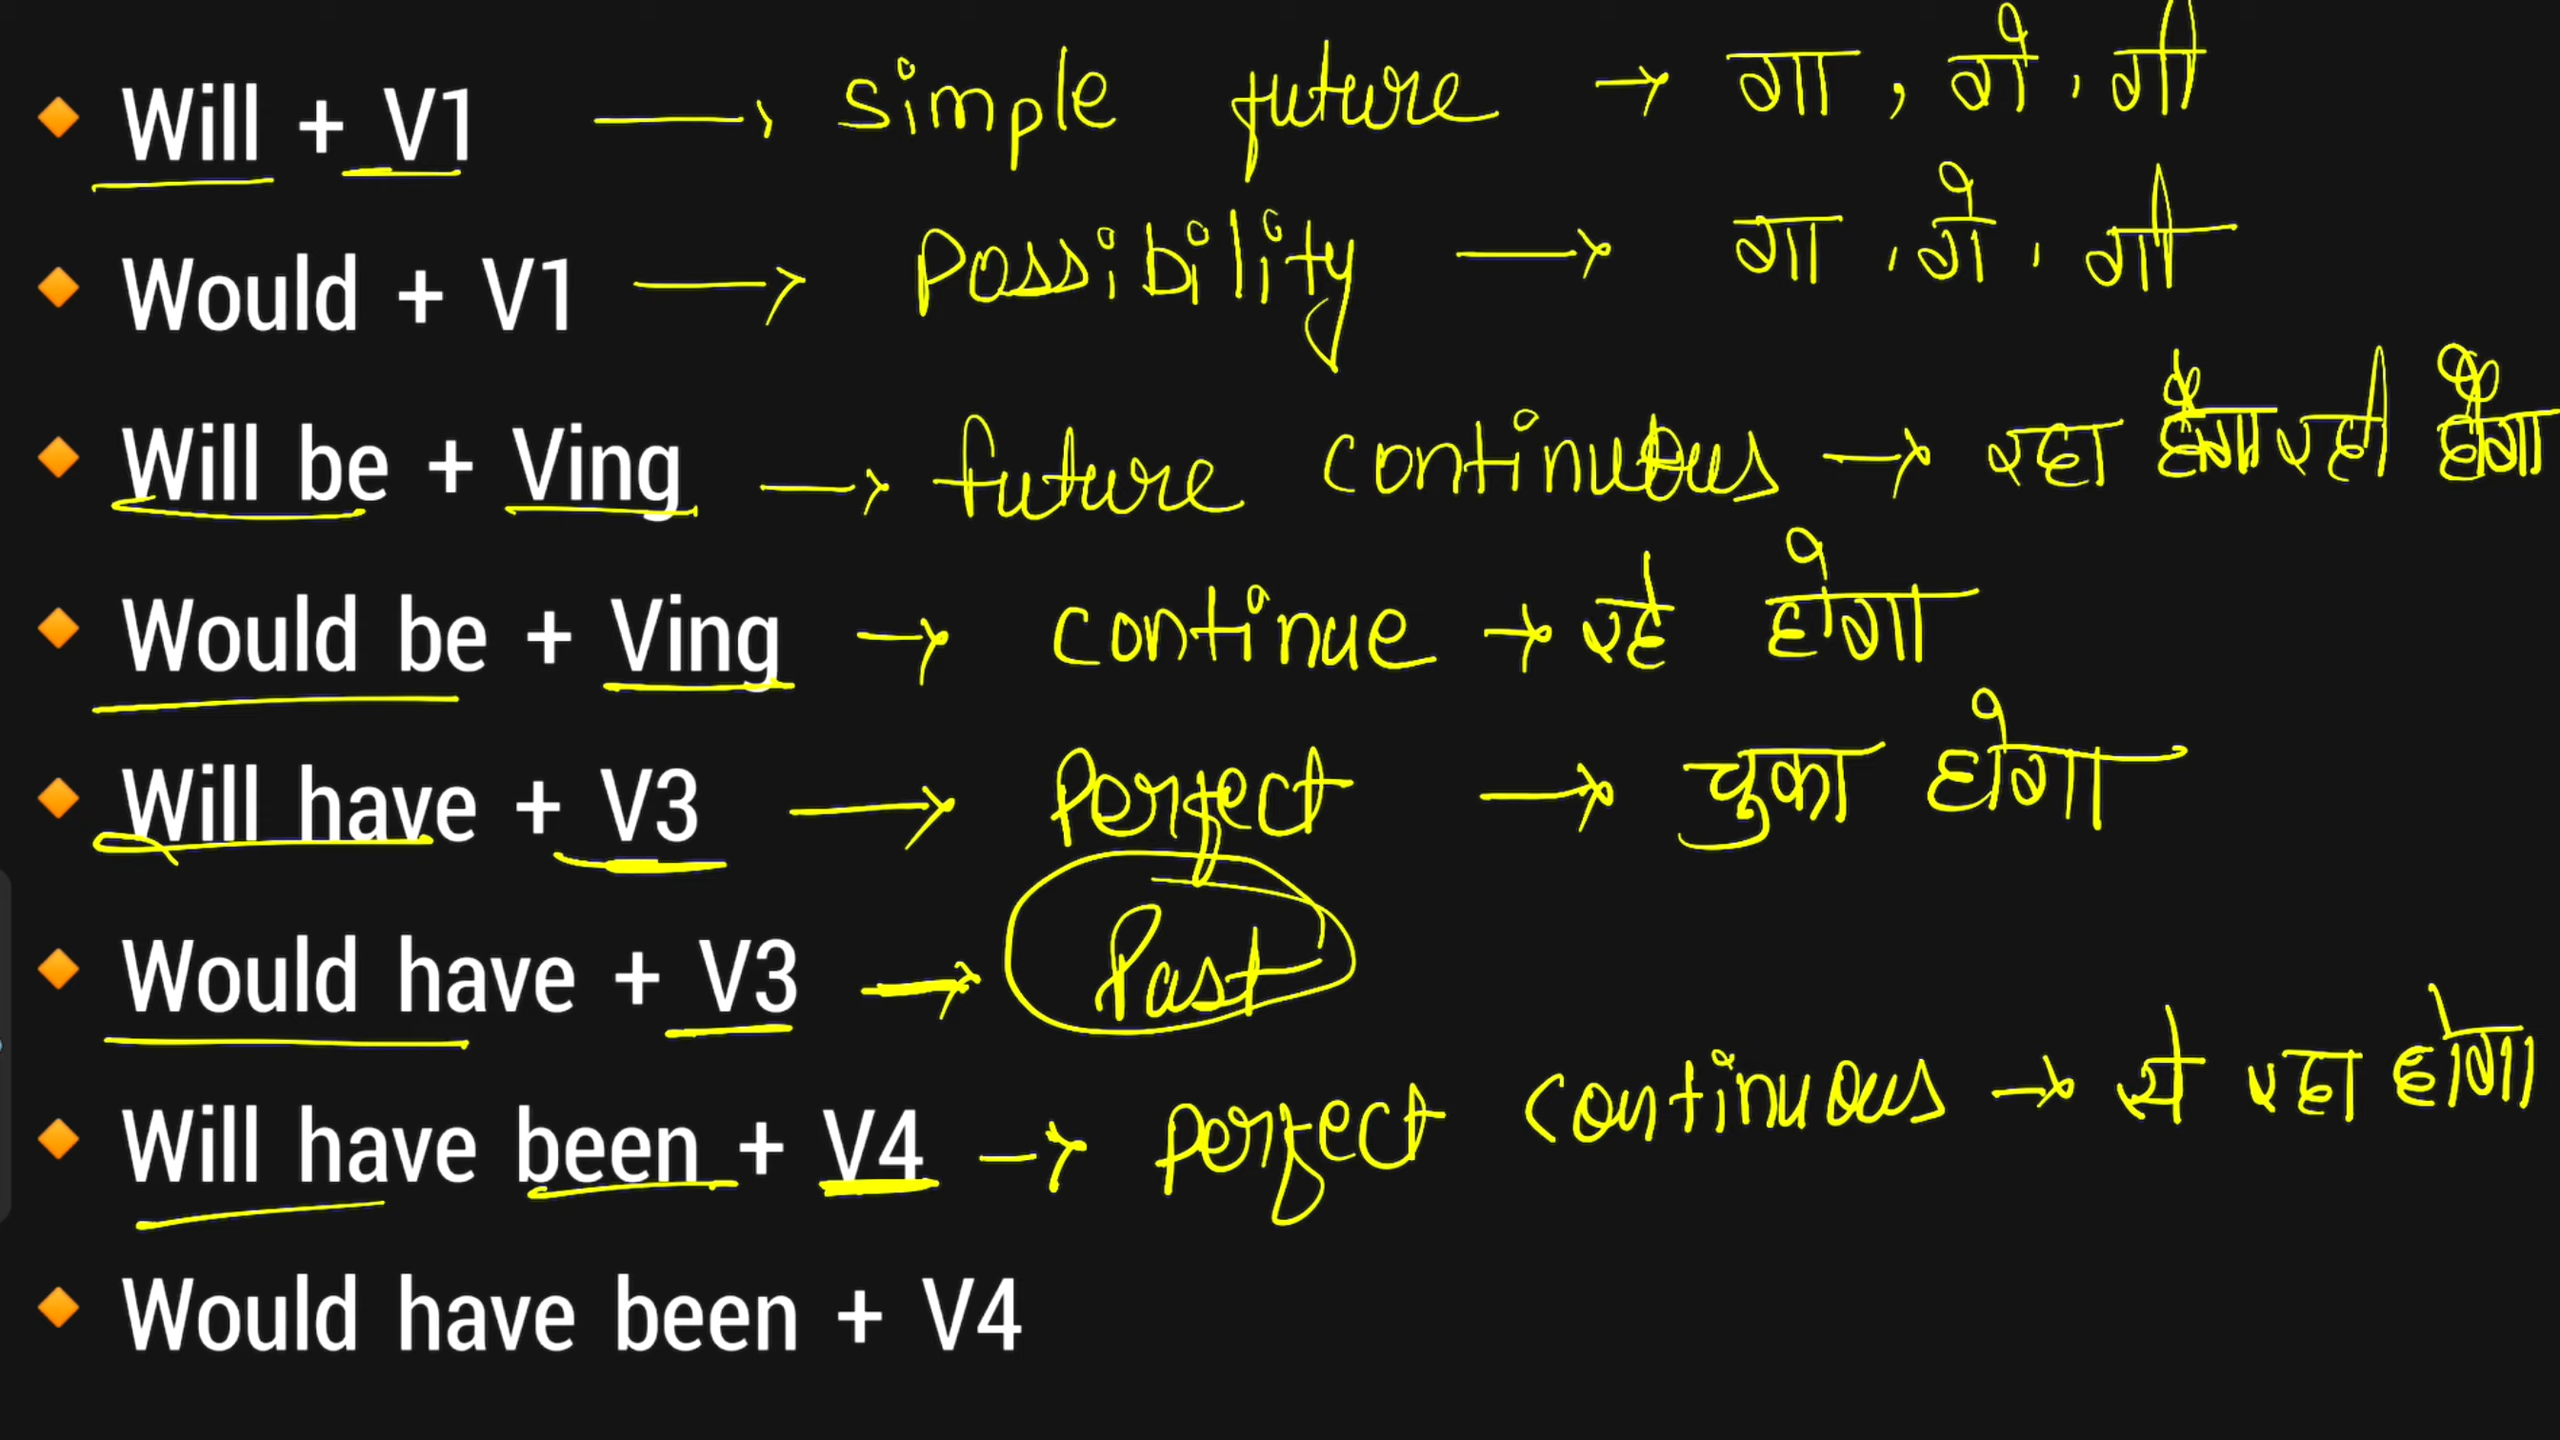 🔸 Will + V1 → simple future → गा, गे, गी
🔸 Would + V1 → Possibility → गा, गे, गी
🔸 Will be + Ving → future continuous → रहा होगा रही होगा
🔸 Would be + Ving → continue → रहे होगा
🔸 Will have + V3 → Perfect → चुका होगा
🔸 Would have + V3 → Past
🔸 Will have been + V4 → Perfect continuous → से रहा होगा
🔸 Would have been + V4